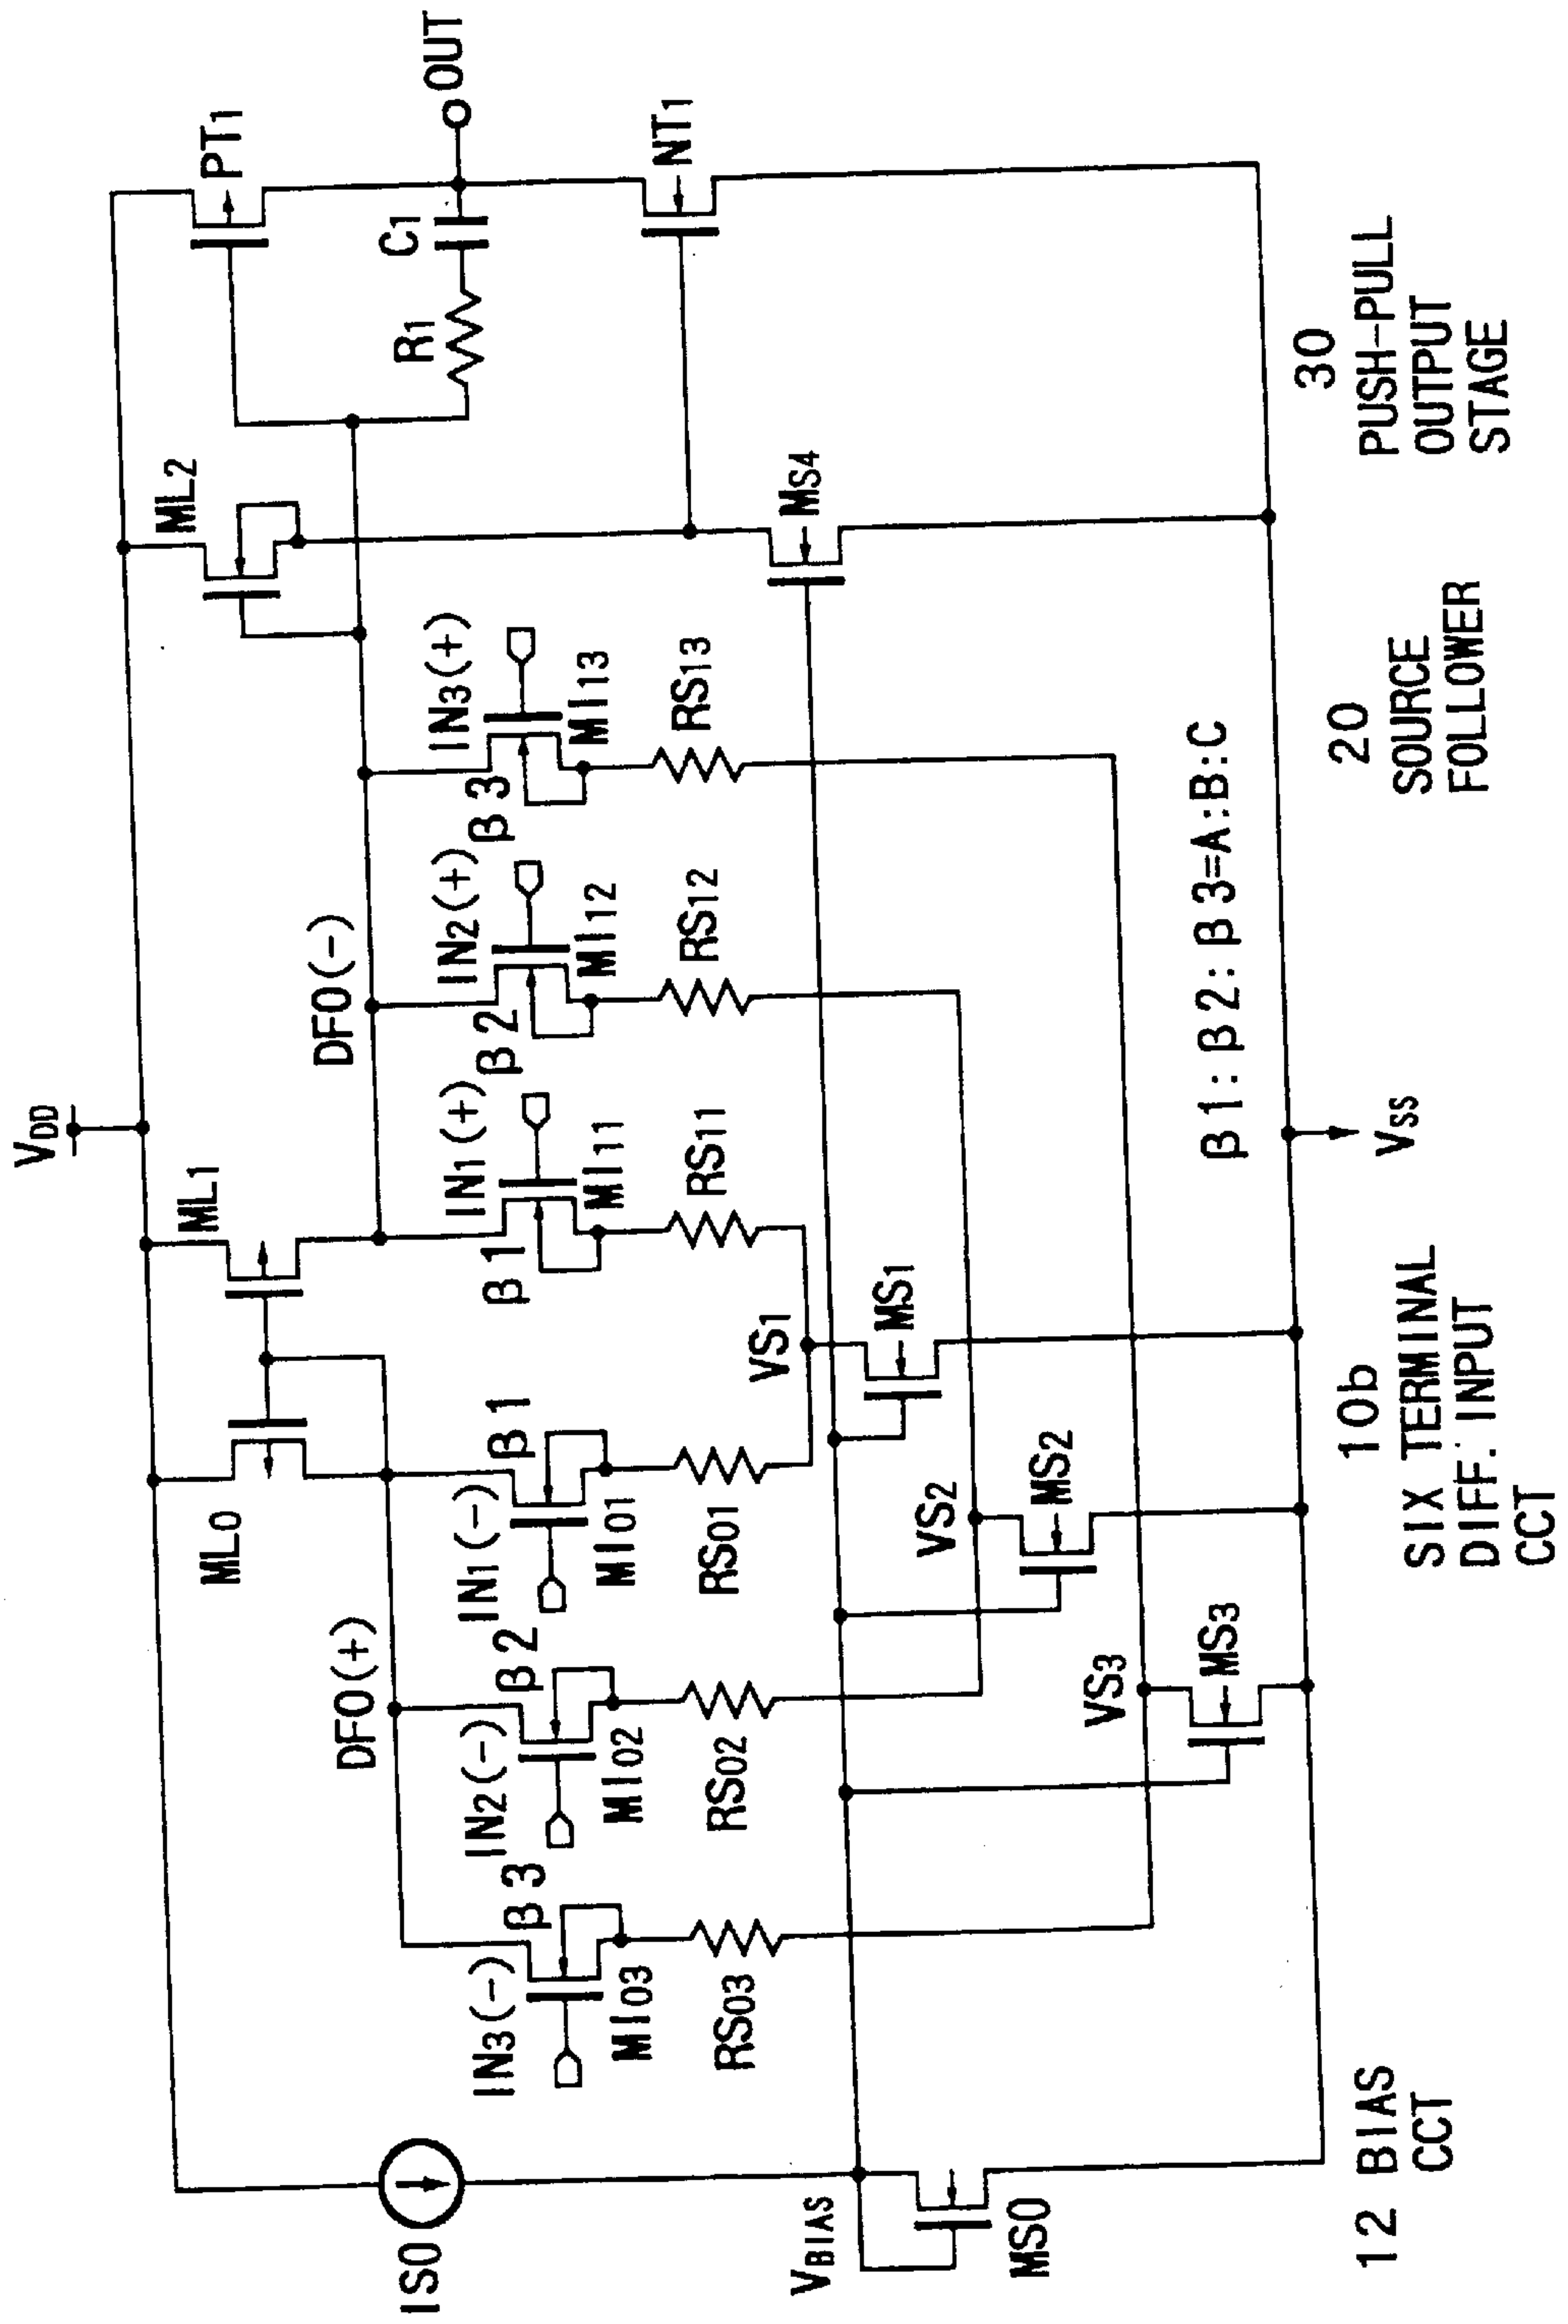 VDD
ISO
ML0
ML1
ML2
PT1
DFO(+)
DFO(-)
R1
C1
OUT
IN3(-)
β3
MI03
IN2(-)
β2
MI02
IN1(-)
β1
MI01
IN1(+)
β1
MI11
IN2(+)
β2
MI12
IN3(+)
β3
MI13
NT1
RS03
RS02
RS01
RS11
RS12
RS13
VBIAS
MS0
VS3
MS3
VS2
MS2
VS1
MS1
MS4
β1:β2:β3=A:B:C
VSS
12 BIAS
CCT
10b
SIX TERMINAL
DIFF. INPUT
CCT
20
SOURCE
FOLLOWER
30
PUSH-PULL
OUTPUT
STAGE